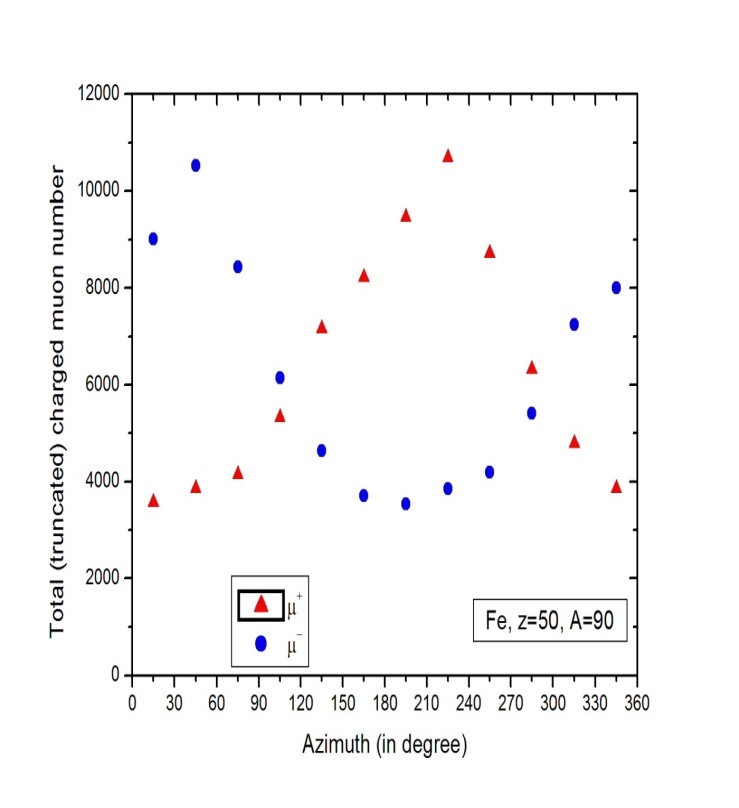 12000
10000
8000
6000
4000
2000
0
Total (truncated) charged muon number
μ+
μ−
Fe, z=50, A=90
0 30 60 90 120 150 180 210 240 270 300 330 360
Azimuth (in degree)